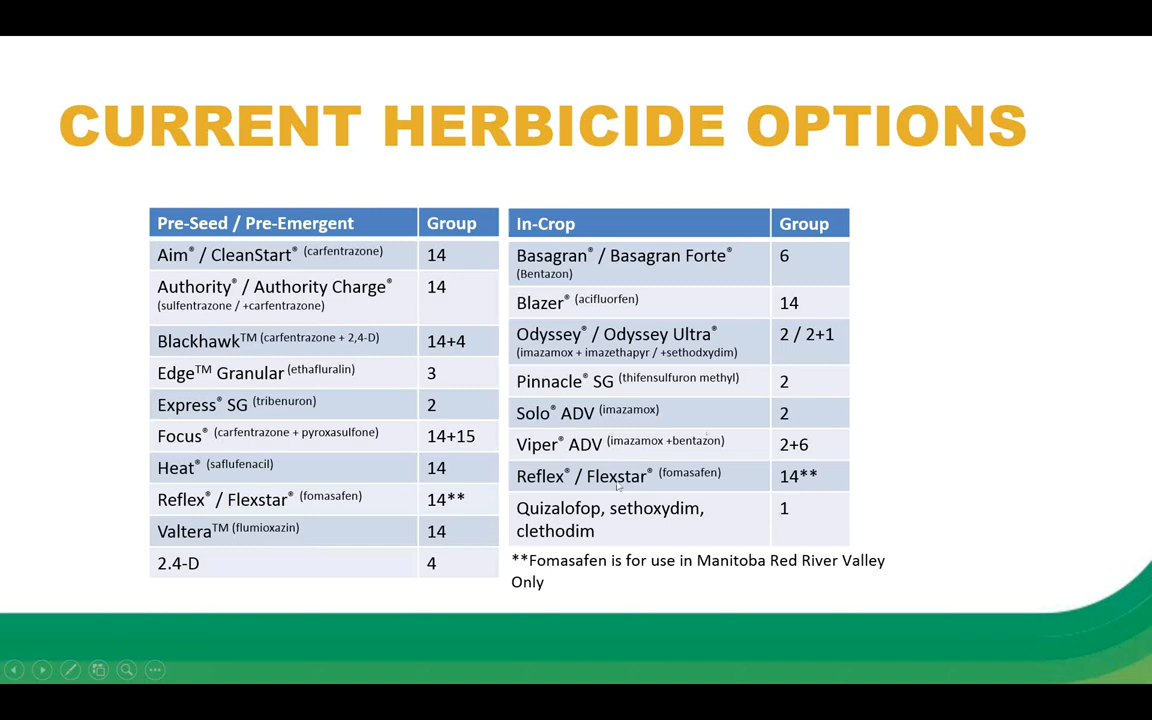 CURRENT HERBICIDE OPTIONS
Pre-Seed / Pre-Emergent Group
Aim® / CleanStart® (carfentrazone) 14
Authority® / Authority Charge® 14
(sulfentrazone / +carfentrazone)
Blackhawk™ (carfentrazone + 2,4-D) 14+4
Edge™ Granular (ethafluralin) 3
Express® SG (tribenuron) 2
Focus® (carfentrazone + pyroxasulfone) 14+15
Heat® (saflufenacil) 14
Reflex® / Flexstar® (fomasafen) 14**
Valtera™ (flumioxazin) 14
2.4-D 4
In-Crop Group
Basagran® / Basagran Forte® 6
(Bentazon)
Blazer® (acifluorfen) 14
Odyssey® / Odyssey Ultra® 2 / 2+1
(imazamox + imazethapyr / +sethodxydim)
Pinnacle® SG (thifensulfuron methyl) 2
Solo® ADV (imazamox) 2
Viper® ADV (imazamox +bentazon) 2+6
Reflex® / Flexstar® (fomasafen) 14**
Quizalofop, sethoxydim, 1
clethodim
**Fomasafen is for use in Manitoba Red River Valley
Only